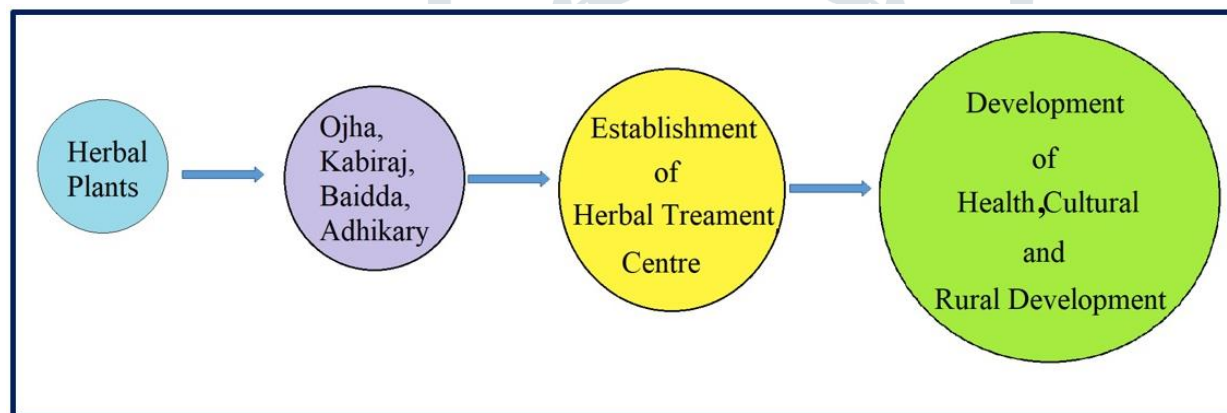 Herbal
Plants
Ojha,
Kabiraj,
Baidda,
Adhikary
Establishment
of
Herbal Treament,
Centre
Development
of
Health,Cultural
and
Rural Development